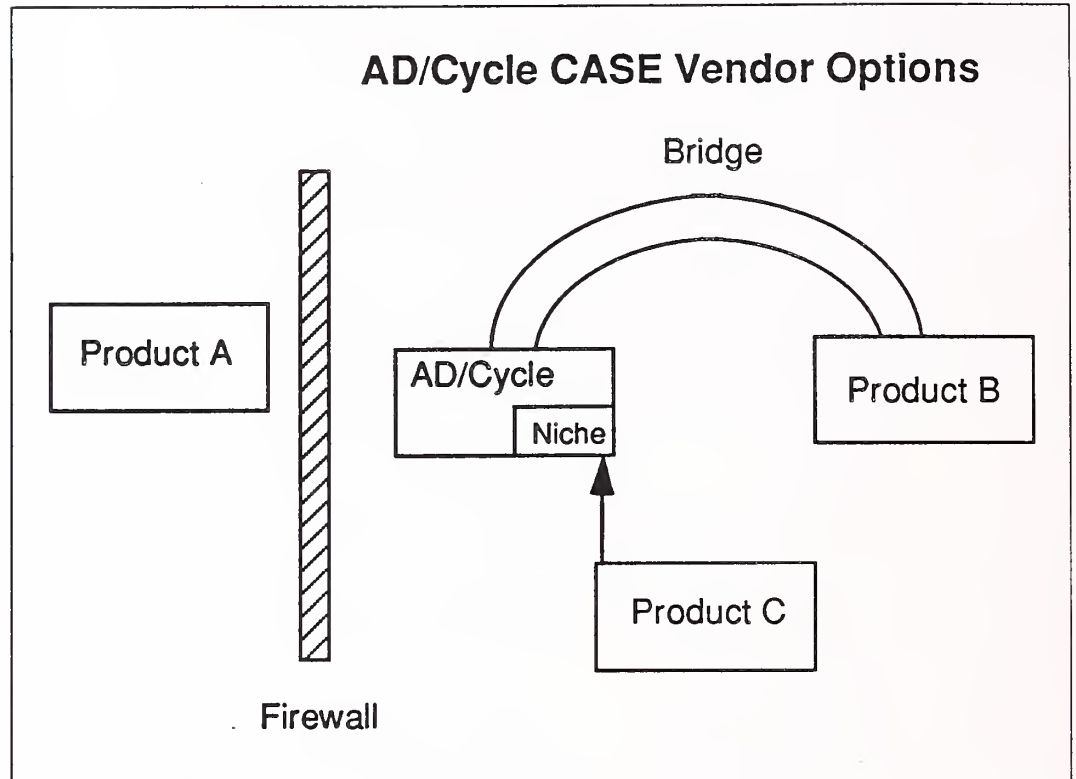 AD/Cycle CASE Vendor Options
Bridge
Product A
AD/Cycle
Niche
Product B
Product C
Firewall